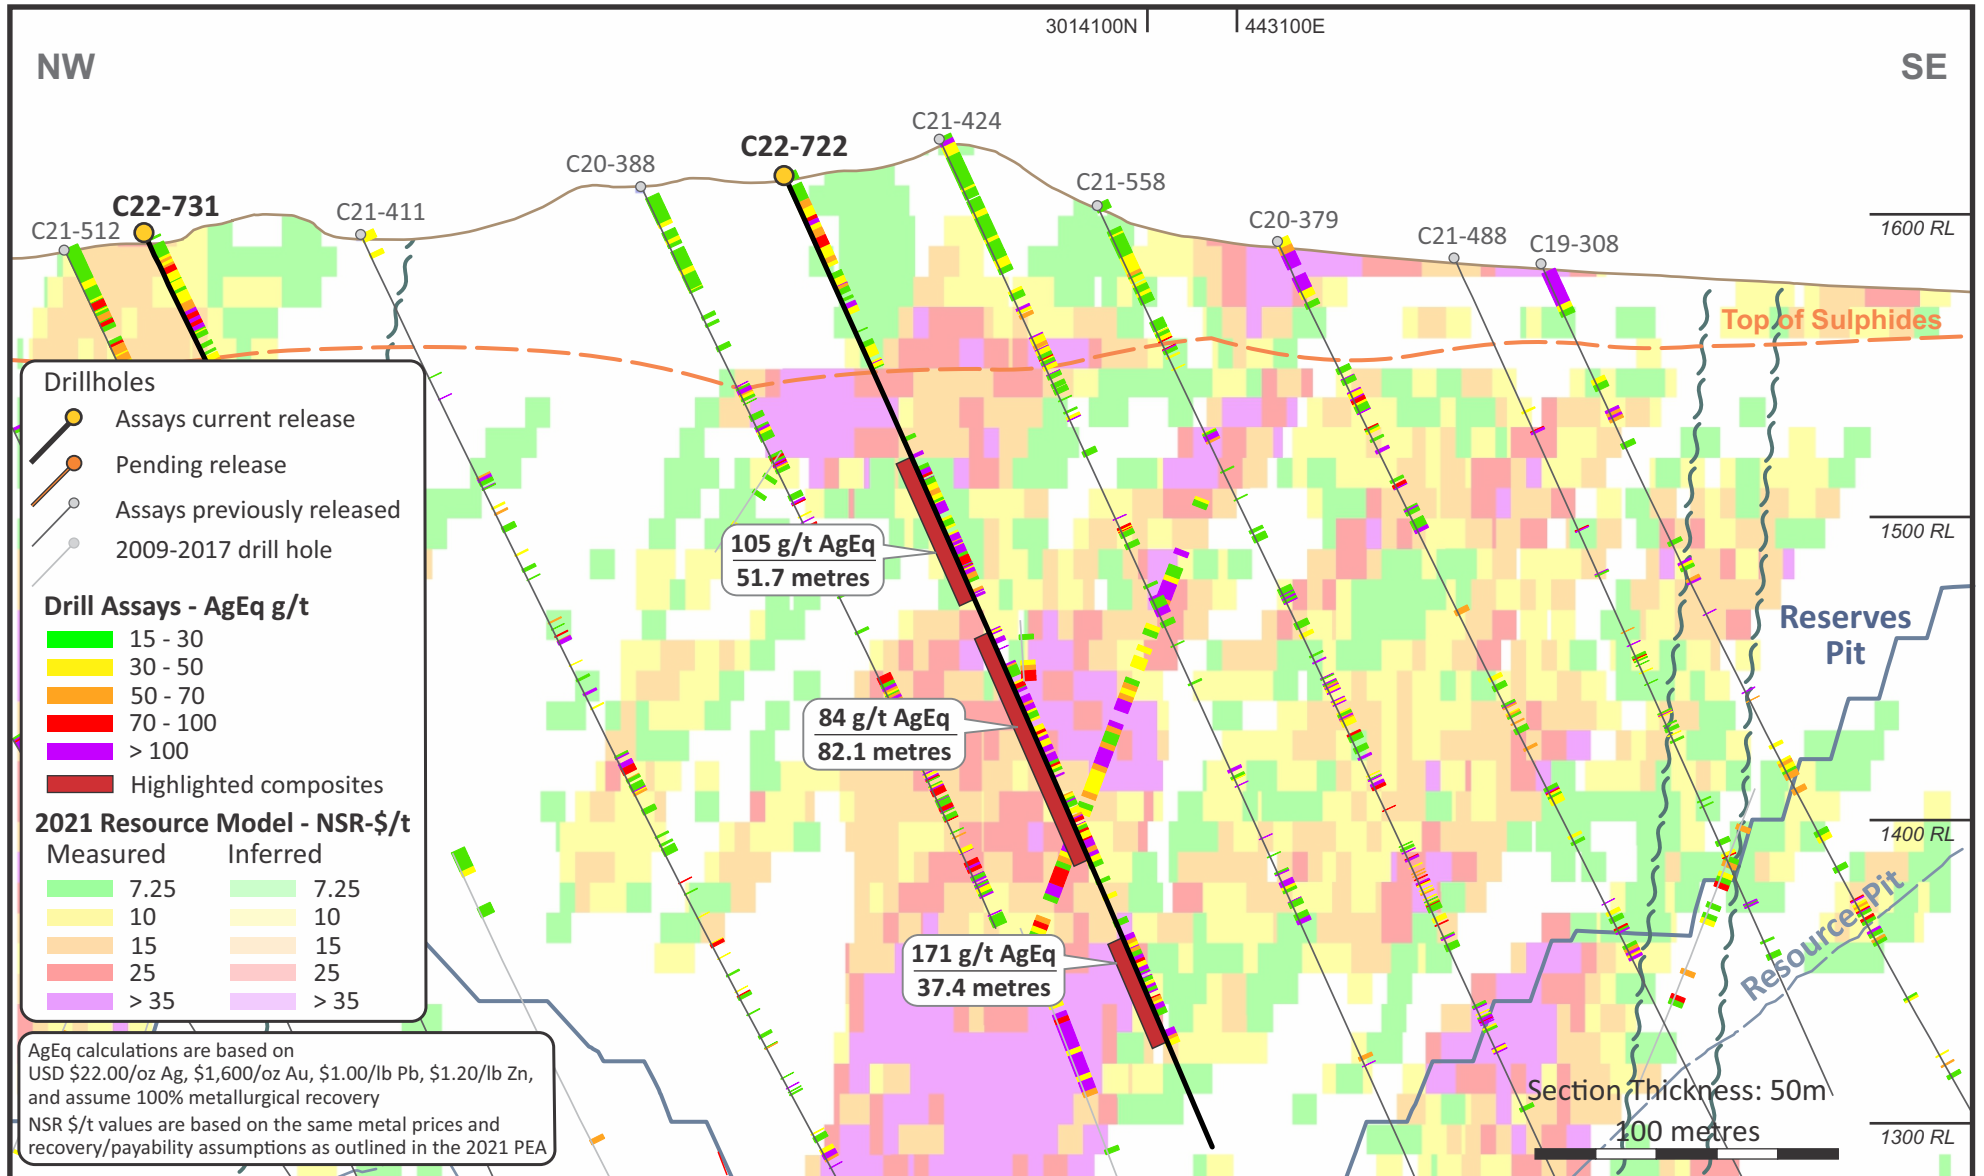 3014100N
443100E
NW
SE
C21-424
C22-722
C20-388
C21-558
C22-731
C21-411
C21-512
C20-379
C21-488
C19-308
1600 RL
Top of Sulphides
Drillholes
Assays current release
Pending release
Assays previously released
2009-2017 drill hole
Drill Assays - AgEq g/t
15 - 30
30 - 50
50 - 70
70 - 100
> 100
Highlighted composites
2021 Resource Model - NSR-$/t
Measured Inferred
7.25 7.25
10 10
15 15
25 25
> 35 > 35
105 g/t AgEq
51.7 metres
84 g/t AgEq
82.1 metres
171 g/t AgEq
37.4 metres
1500 RL
Reserves
Pit
1400 RL
Resource Pit
AgEq calculations are based on
USD $22.00/oz Ag, $1,600/oz Au, $1.00/lb Pb, $1.20/lb Zn,
and assume 100% metallurgical recovery
NSR $/t values are based on the same metal prices and
recovery/payability assumptions as outlined in the 2021 PEA
Section Thickness: 50m
100 metres
1300 RL